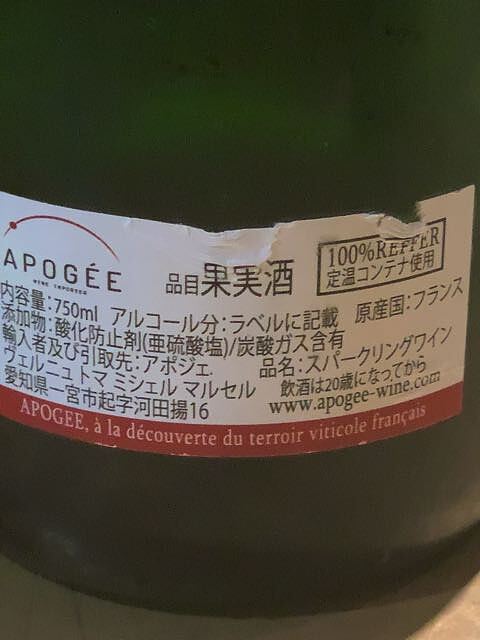 APOGÉE
WINE IMPORTER
品目果実酒
100%REEFER
定温コンテナ使用
内容量:750ml アルコール分:ラベルに記載 原産国:フランス
添加物:酸化防止剤(亜硫酸塩)/炭酸ガス含有
輸入者及び引取先:アポジェ 品名:スパークリングワイン
ヴェルニュトマ ミシェル マルセル 飲酒は20歳になってから
愛知県一宮市起字河田揚16 www.apogee-wine.com
APOGEE, à la découverte du terroir viticole français